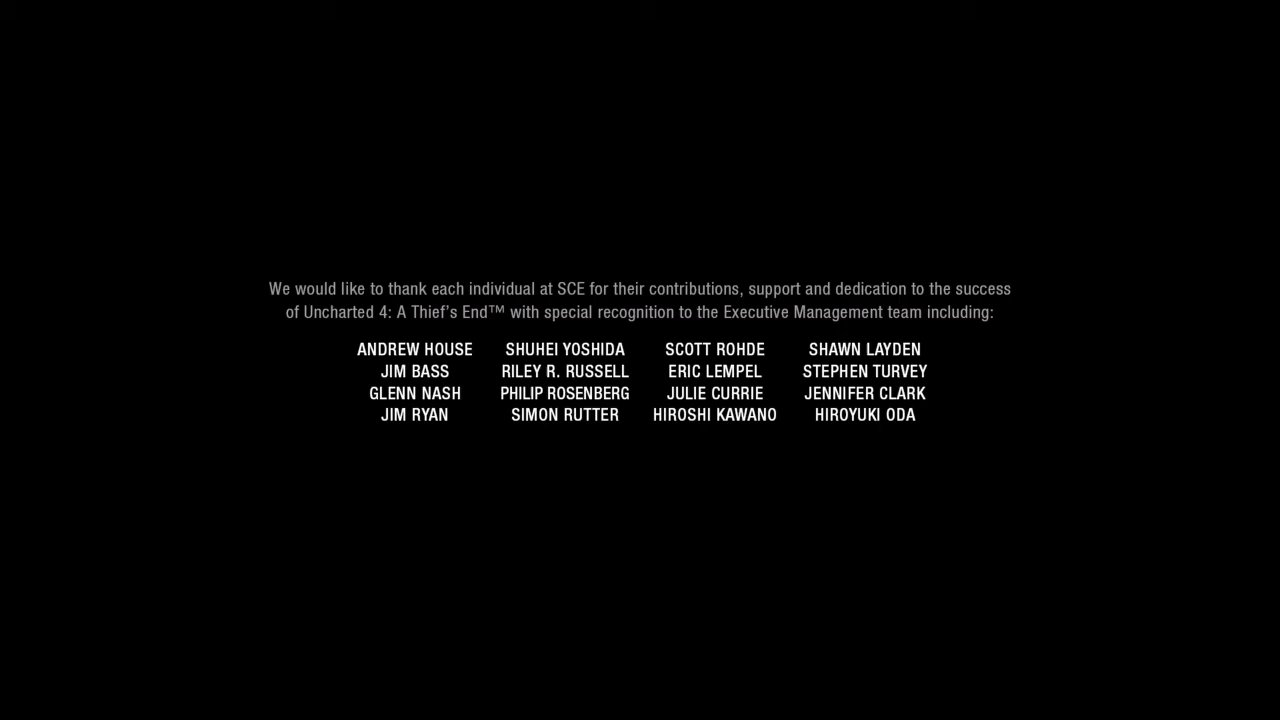 We would like to thank each individual at SCE for their contributions, support and dedication to the success
of Uncharted 4: A Thief's End™ with special recognition to the Executive Management team including:
ANDREW HOUSE SHUHEI YOSHIDA SCOTT ROHDE SHAWN LAYDEN
JIM BASS RILEY R. RUSSELL ERIC LEMPEL STEPHEN TURVEY
GLENN NASH PHILIP ROSENBERG JULIE CURRIE JENNIFER CLARK
JIM RYAN SIMON RUTTER HIROSHI KAWANO HIROYUKI ODA